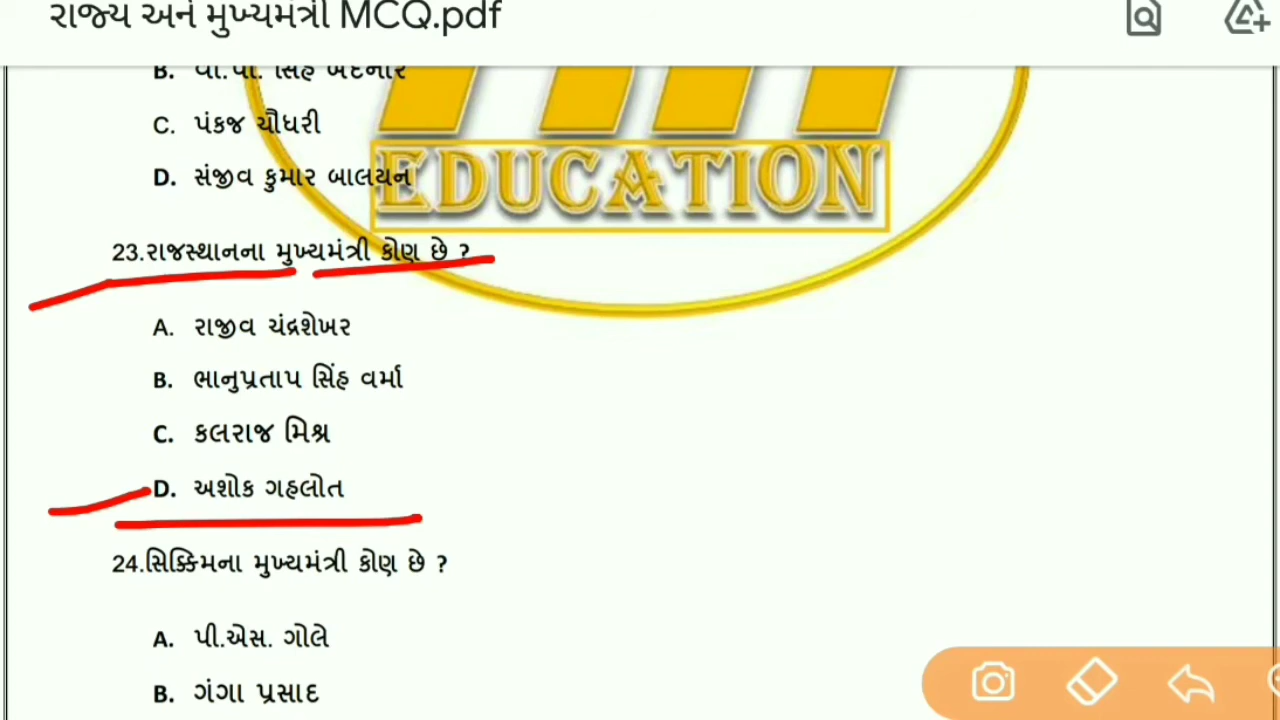 રાજ્ય અને મુખ્યમંત્રી MCQ.pdf
B. વી.પી. સિંહ બદનોર
C. પંકજ ચૌધરી
D. સંજીવ કુમાર બાલયન
EDUCATION
23.રાજસ્થાનના મુખ્યમંત્રી કોણ છે ?
A. રાજીવ ચંદ્રશેખર
B. ભાનુપ્રતાપ સિંહ વર્મા
C. કલરાજ મિશ્ર
D. અશોક ગહલોત
24.સિક્કિમના મુખ્યમંત્રી કોણ છે ?
A. પી.એસ. ગોલે
B. ગંગા પ્રસાદ